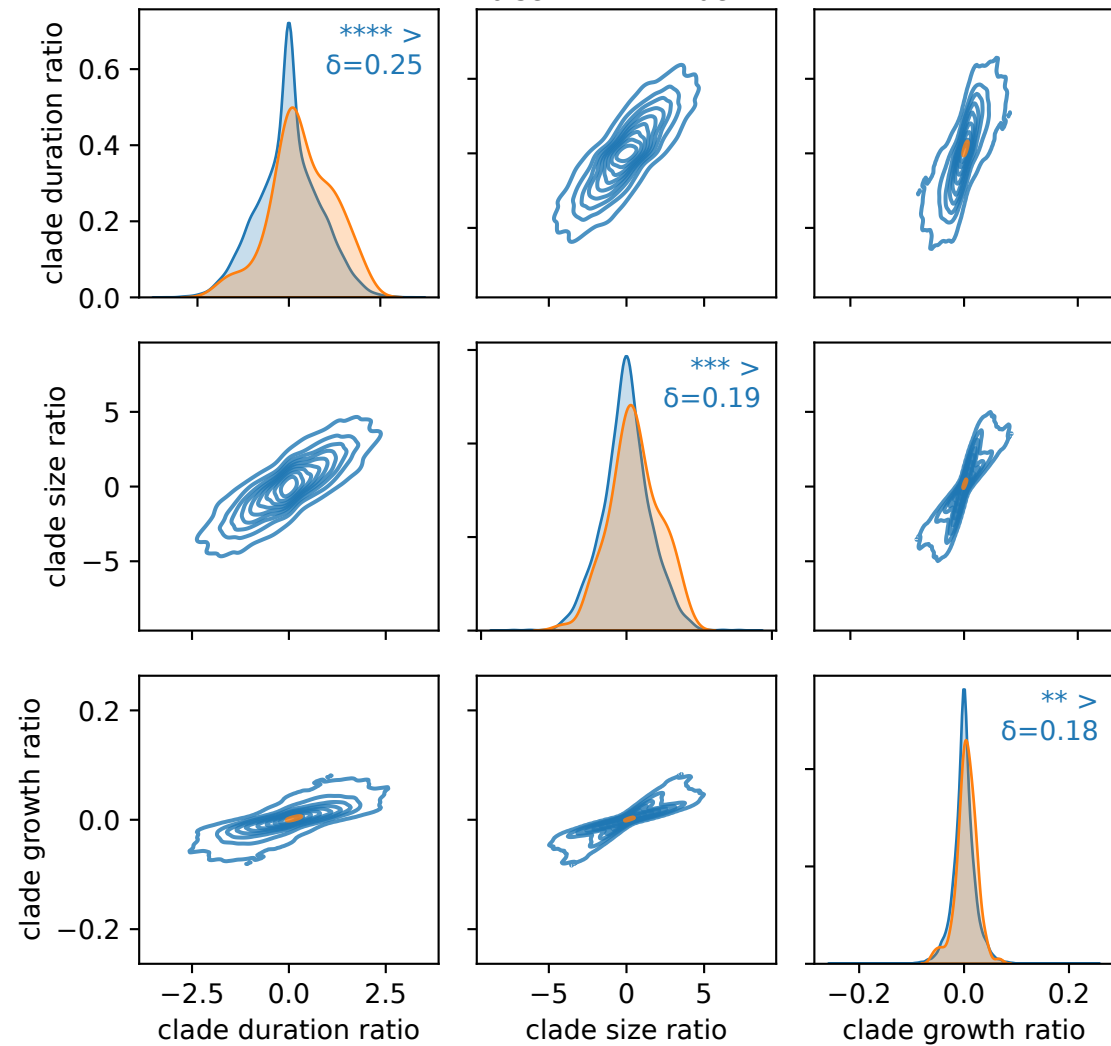 clade duration ratio
0.6
0.4
0.2
0.0
**** >
δ=0.25
clade size ratio
5
0
−5
*** >
δ=0.19
clade growth ratio
0.2
0.0
−0.2
** >
δ=0.18
−2.5 0.0 2.5
clade duration ratio
−5 0 5
clade size ratio
−0.2 0.0 0.2
clade growth ratio